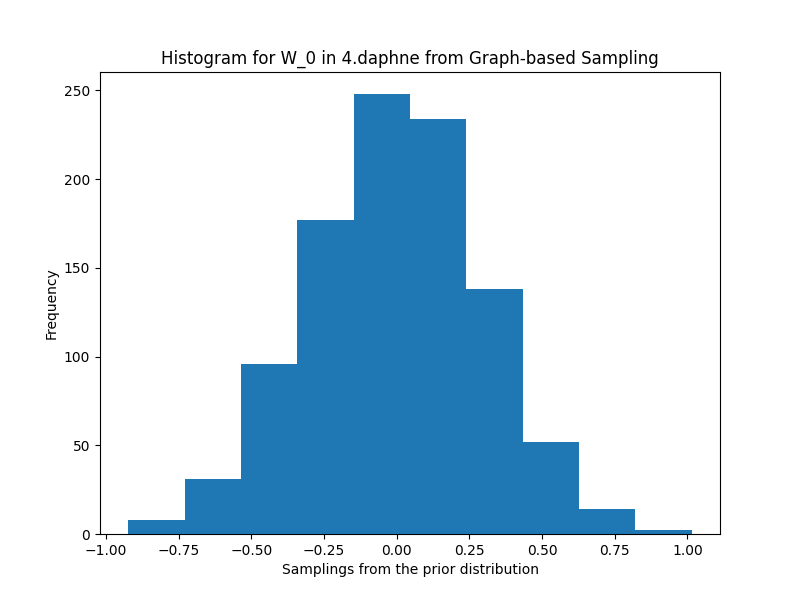 Histogram for W_0 in 4.daphne from Graph-based Sampling
250
200
150
100
50
0
Frequency
−1.00 −0.75 −0.50 −0.25 0.00 0.25 0.50 0.75 1.00
Samplings from the prior distribution